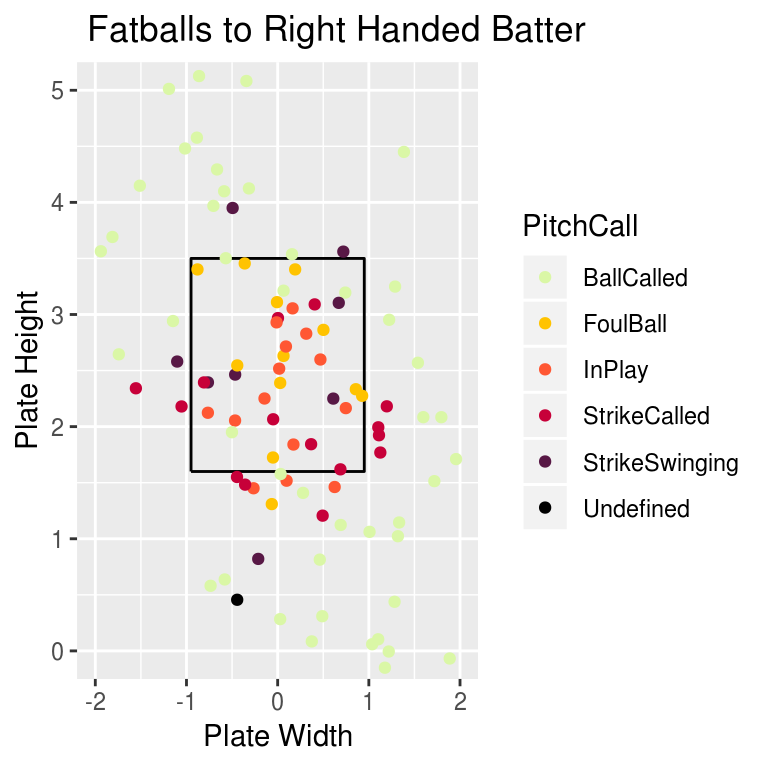 Fatballs to Right Handed Batter
5
4
3
2
1
0
-2 -1 0 1 2
Plate Height
Plate Width
PitchCall
BallCalled
FoulBall
InPlay
StrikeCalled
StrikeSwinging
Undefined